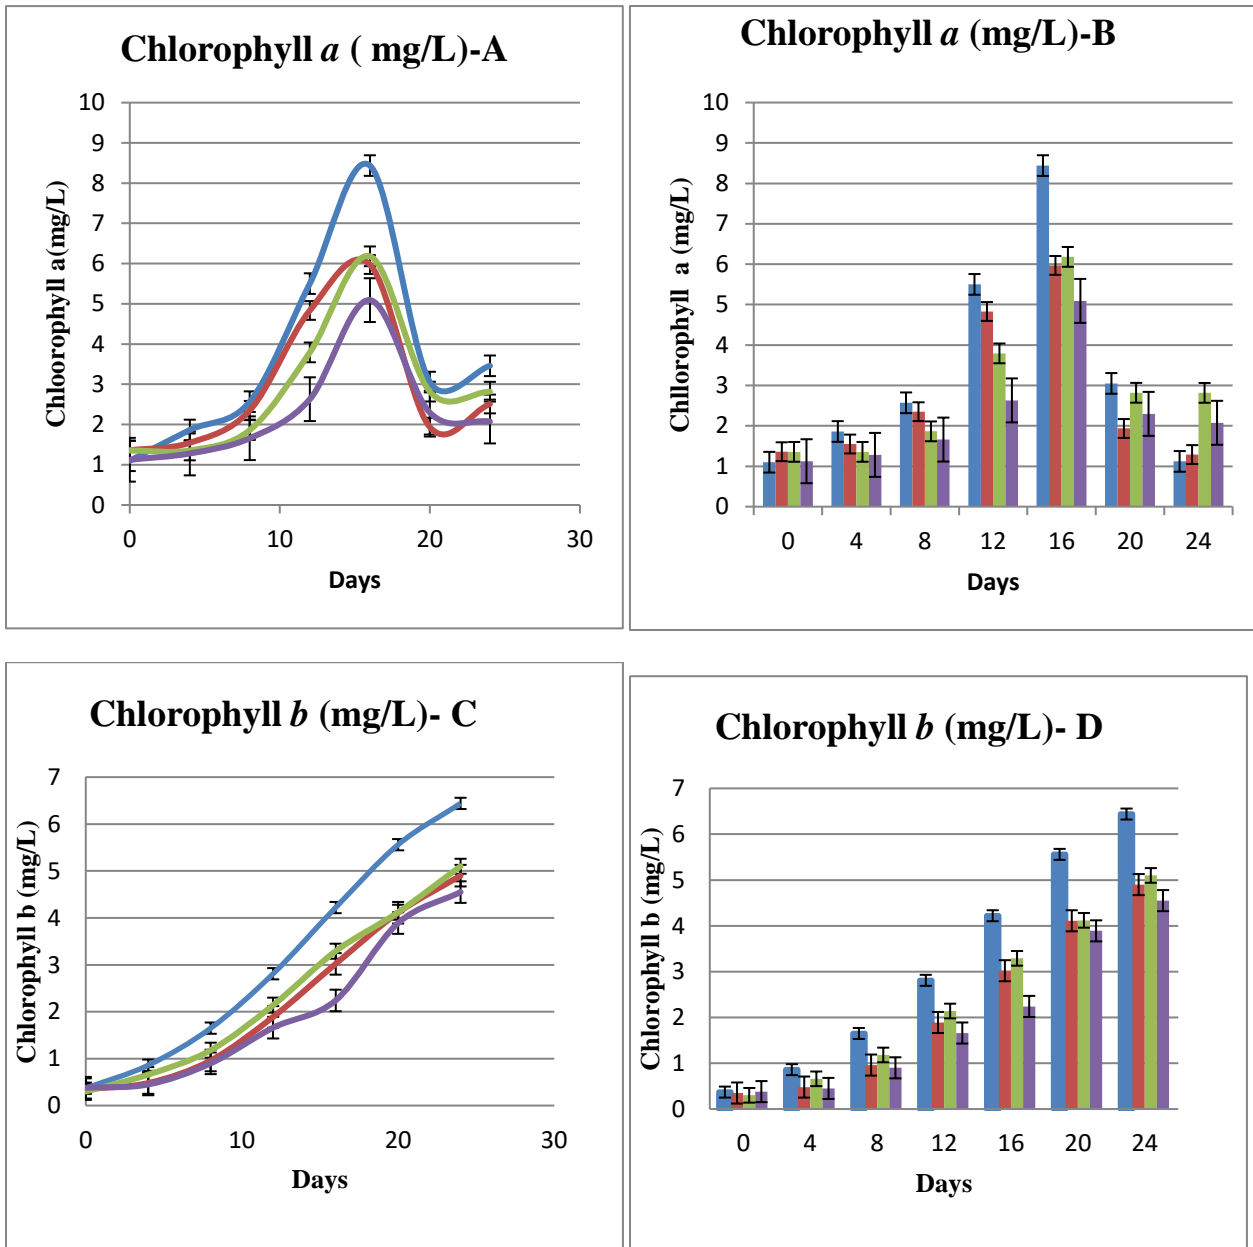 Chlorophyll a ( mg/L)-A
Chloorophyll a(mg/L)
10
9
8
7
6
5
4
3
2
1
0
0 10 20 30
Days
Chlorophyll a (mg/L)-B
Chlorophyll a (mg/L)
10
9
8
7
6
5
4
3
2
1
0
0 4 8 12 16 20 24
Days
Chlorophyll b (mg/L)- C
Chlorophyll b (mg/L)
7
6
5
4
3
2
1
0
0 10 20 30
Days
Chlorophyll b (mg/L)- D
Chlorophyll b (mg/L)
7
6
5
4
3
2
1
0
0 4 8 12 16 20 24
Days